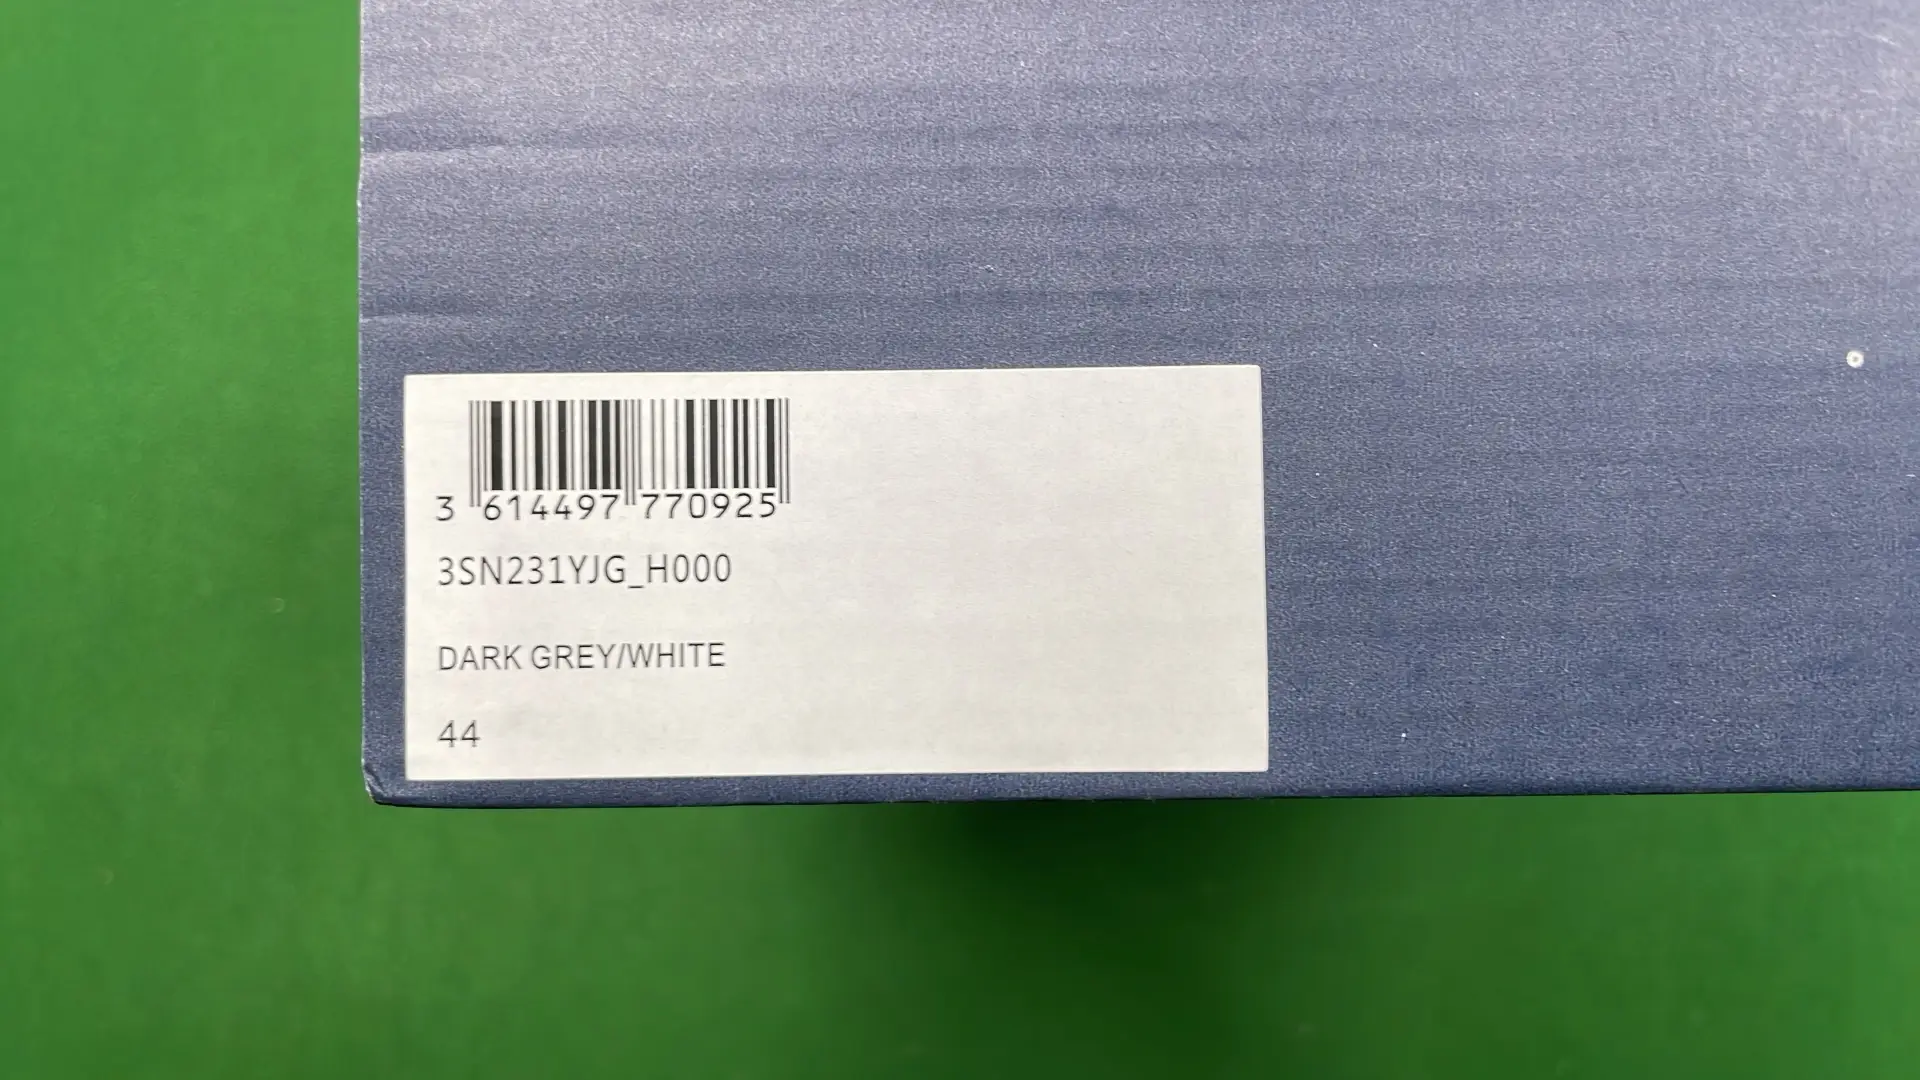 3 614497 770925
3SN231YJG_H000
DARK GREY/WHITE
44